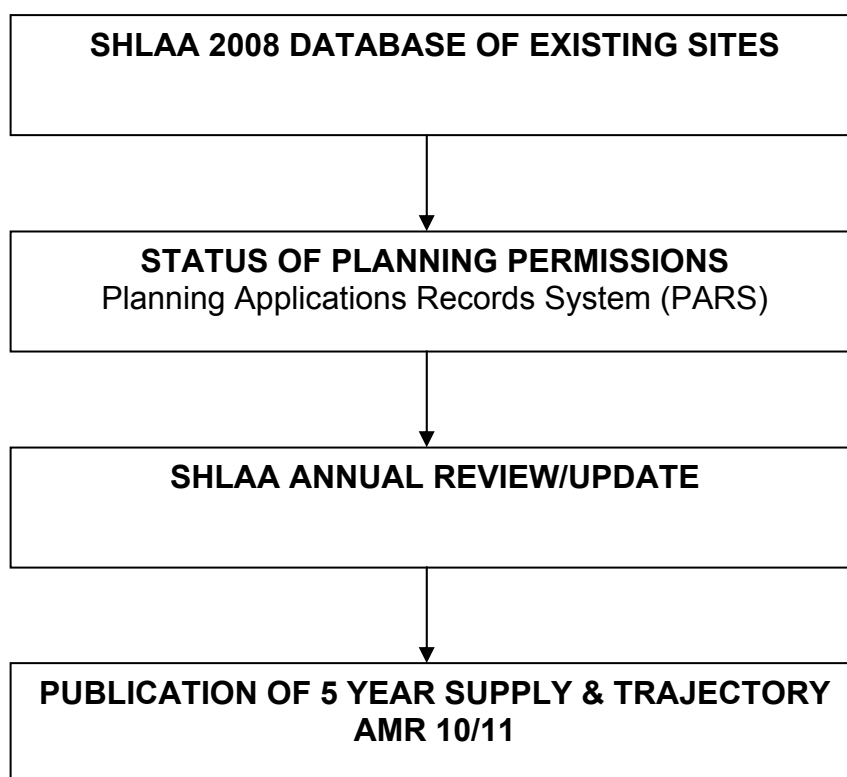 SHLAA 2008 DATABASE OF EXISTING SITES
STATUS OF PLANNING PERMISSIONS
Planning Applications Records System (PARS)
SHLAA ANNUAL REVIEW/UPDATE
PUBLICATION OF 5 YEAR SUPPLY & TRAJECTORY
AMR 10/11